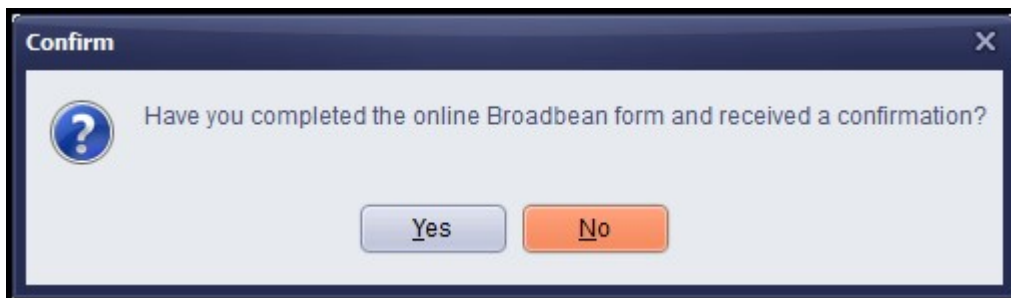 Confirm
Have you completed the online Broadbean form and received a confirmation?
Yes
No